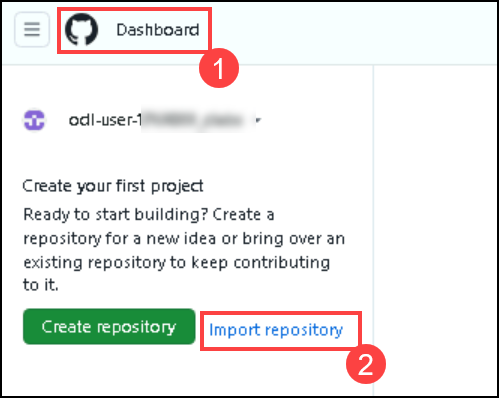 Dashboard
1
odl-user-1
Create your first project
Ready to start building? Create a
repository for a new idea or bring over an
existing repository to keep contributing
to it.
Create repository
Import repository
2